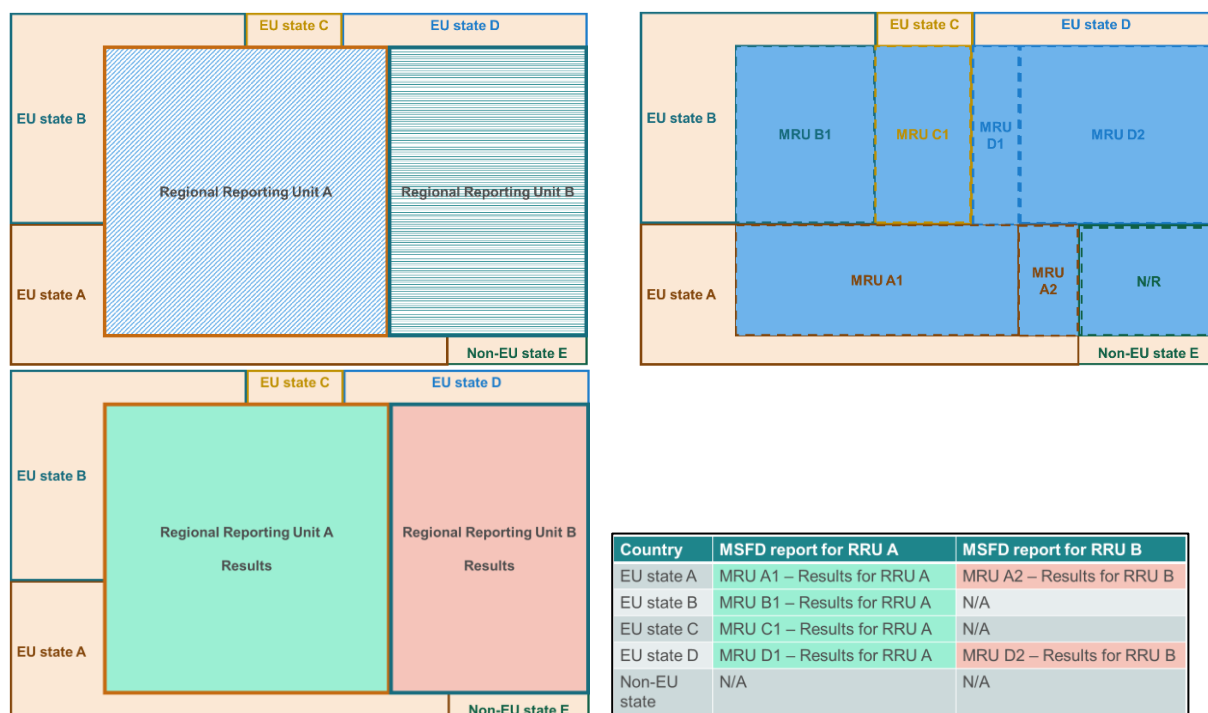 EU state C
EU state D
EU state B
Regional Reporting Unit A
Regional Reporting Unit B
EU state A
Non-EU state E
EU state C
EU state D
EU state B
MRU B1
MRU C1
MRU
D1
MRU D2
EU state A
MRU A1
MRU
A2
N/R
Non-EU state E
EU state C
EU state D
EU state B
Regional Reporting Unit A
Results
Regional Reporting Unit B
Results
EU state A
Non-EU state E
Country MSFD report for RRU A MSFD report for RRU B
EU state A MRU A1 – Results for RRU A MRU A2 – Results for RRU B
EU state B MRU B1 – Results for RRU A N/A
EU state C MRU C1 – Results for RRU A N/A
EU state D MRU D1 – Results for RRU A MRU D2 – Results for RRU B
Non-EU N/A N/A
state